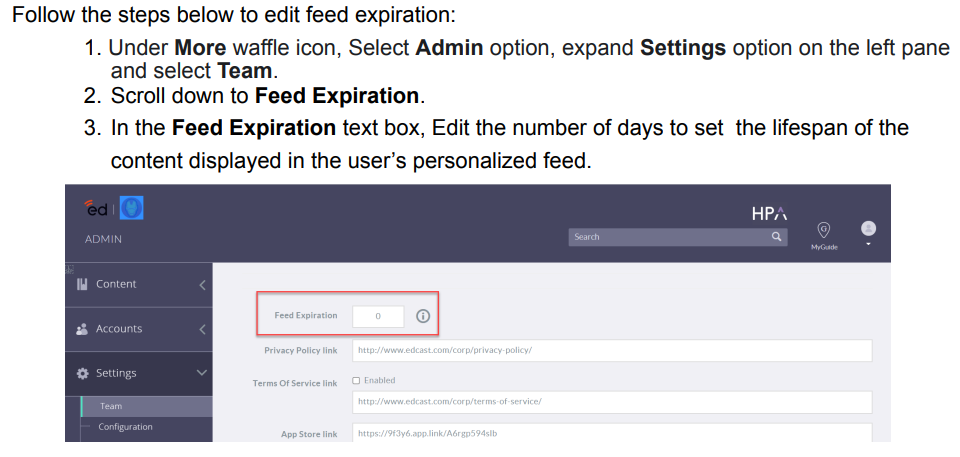 Follow the steps below to edit feed expiration:
1. Under More waffle icon, Select Admin option, expand Settings option on the left pane
and select Team.
2. Scroll down to Feed Expiration.
3. In the Feed Expiration text box, Edit the number of days to set the lifespan of the
content displayed in the user’s personalized feed.
ed
HPA
ADMIN
Search
G
MyGuide
Content
Accounts
Settings
Team
Configuration
Feed Expiration 0
Privacy Policy link http://www.edcast.com/corp/privacy-policy/
Terms Of Service link Enabled
http://www.edcast.com/corp/terms-of-service/
App Store link https://9f3y6.app.link/A6rgp594slb